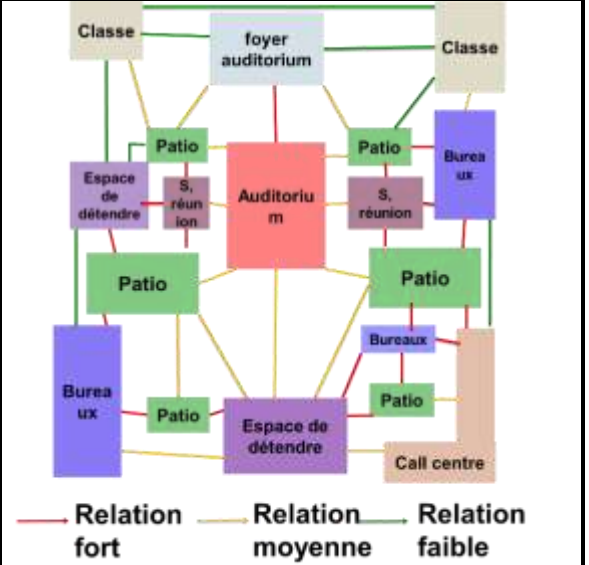 Classe
foyer
auditorium
Classe
Patio
Patio
Burea
ux
Espace
de
détendre
S,
réun
ion
Auditoriu
m
S,
réunion
Patio
Patio
Bureaux
Burea
ux
Patio
Patio
Espace de
détendre
Call centre
Relation
fort
Relation
moyenne
Relation
faible